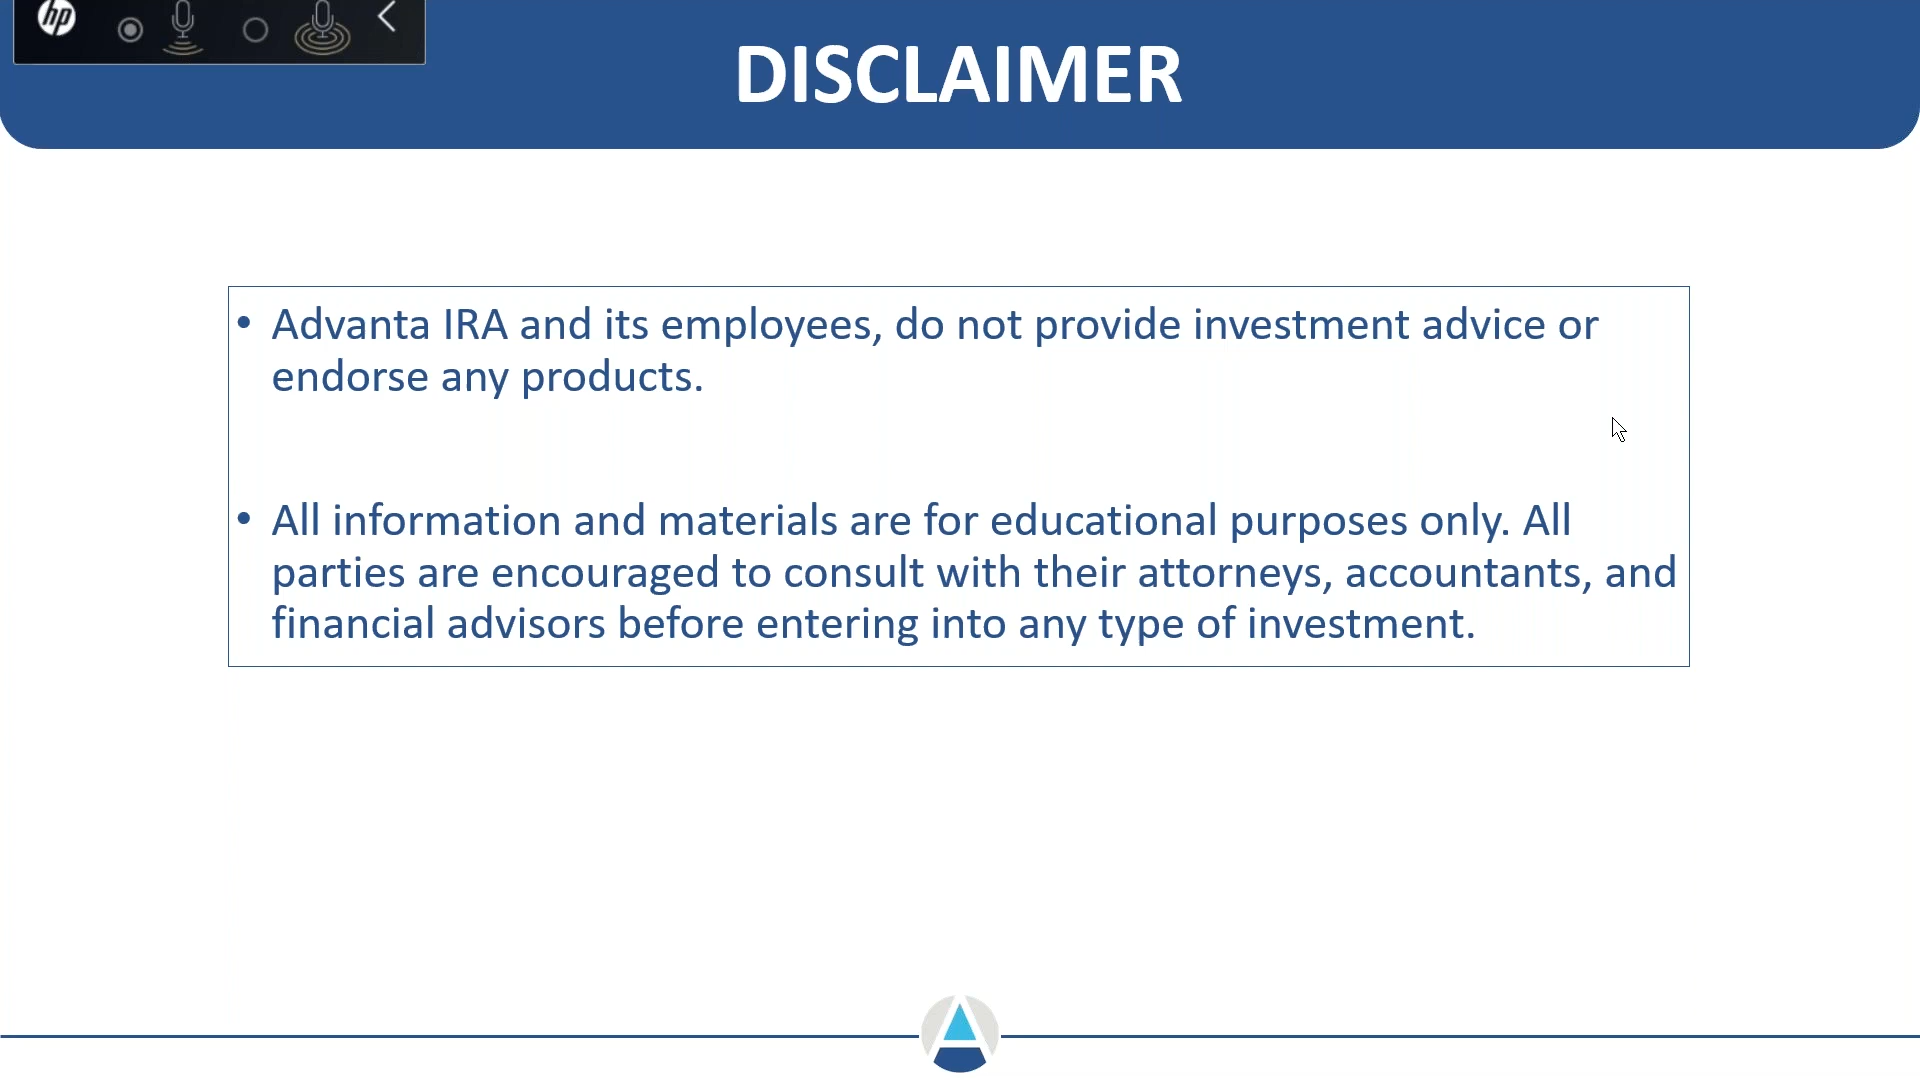 hp
DISCLAIMER
• Advanta IRA and its employees, do not provide investment advice or
endorse any products.
• All information and materials are for educational purposes only. All
parties are encouraged to consult with their attorneys, accountants, and
financial advisors before entering into any type of investment.